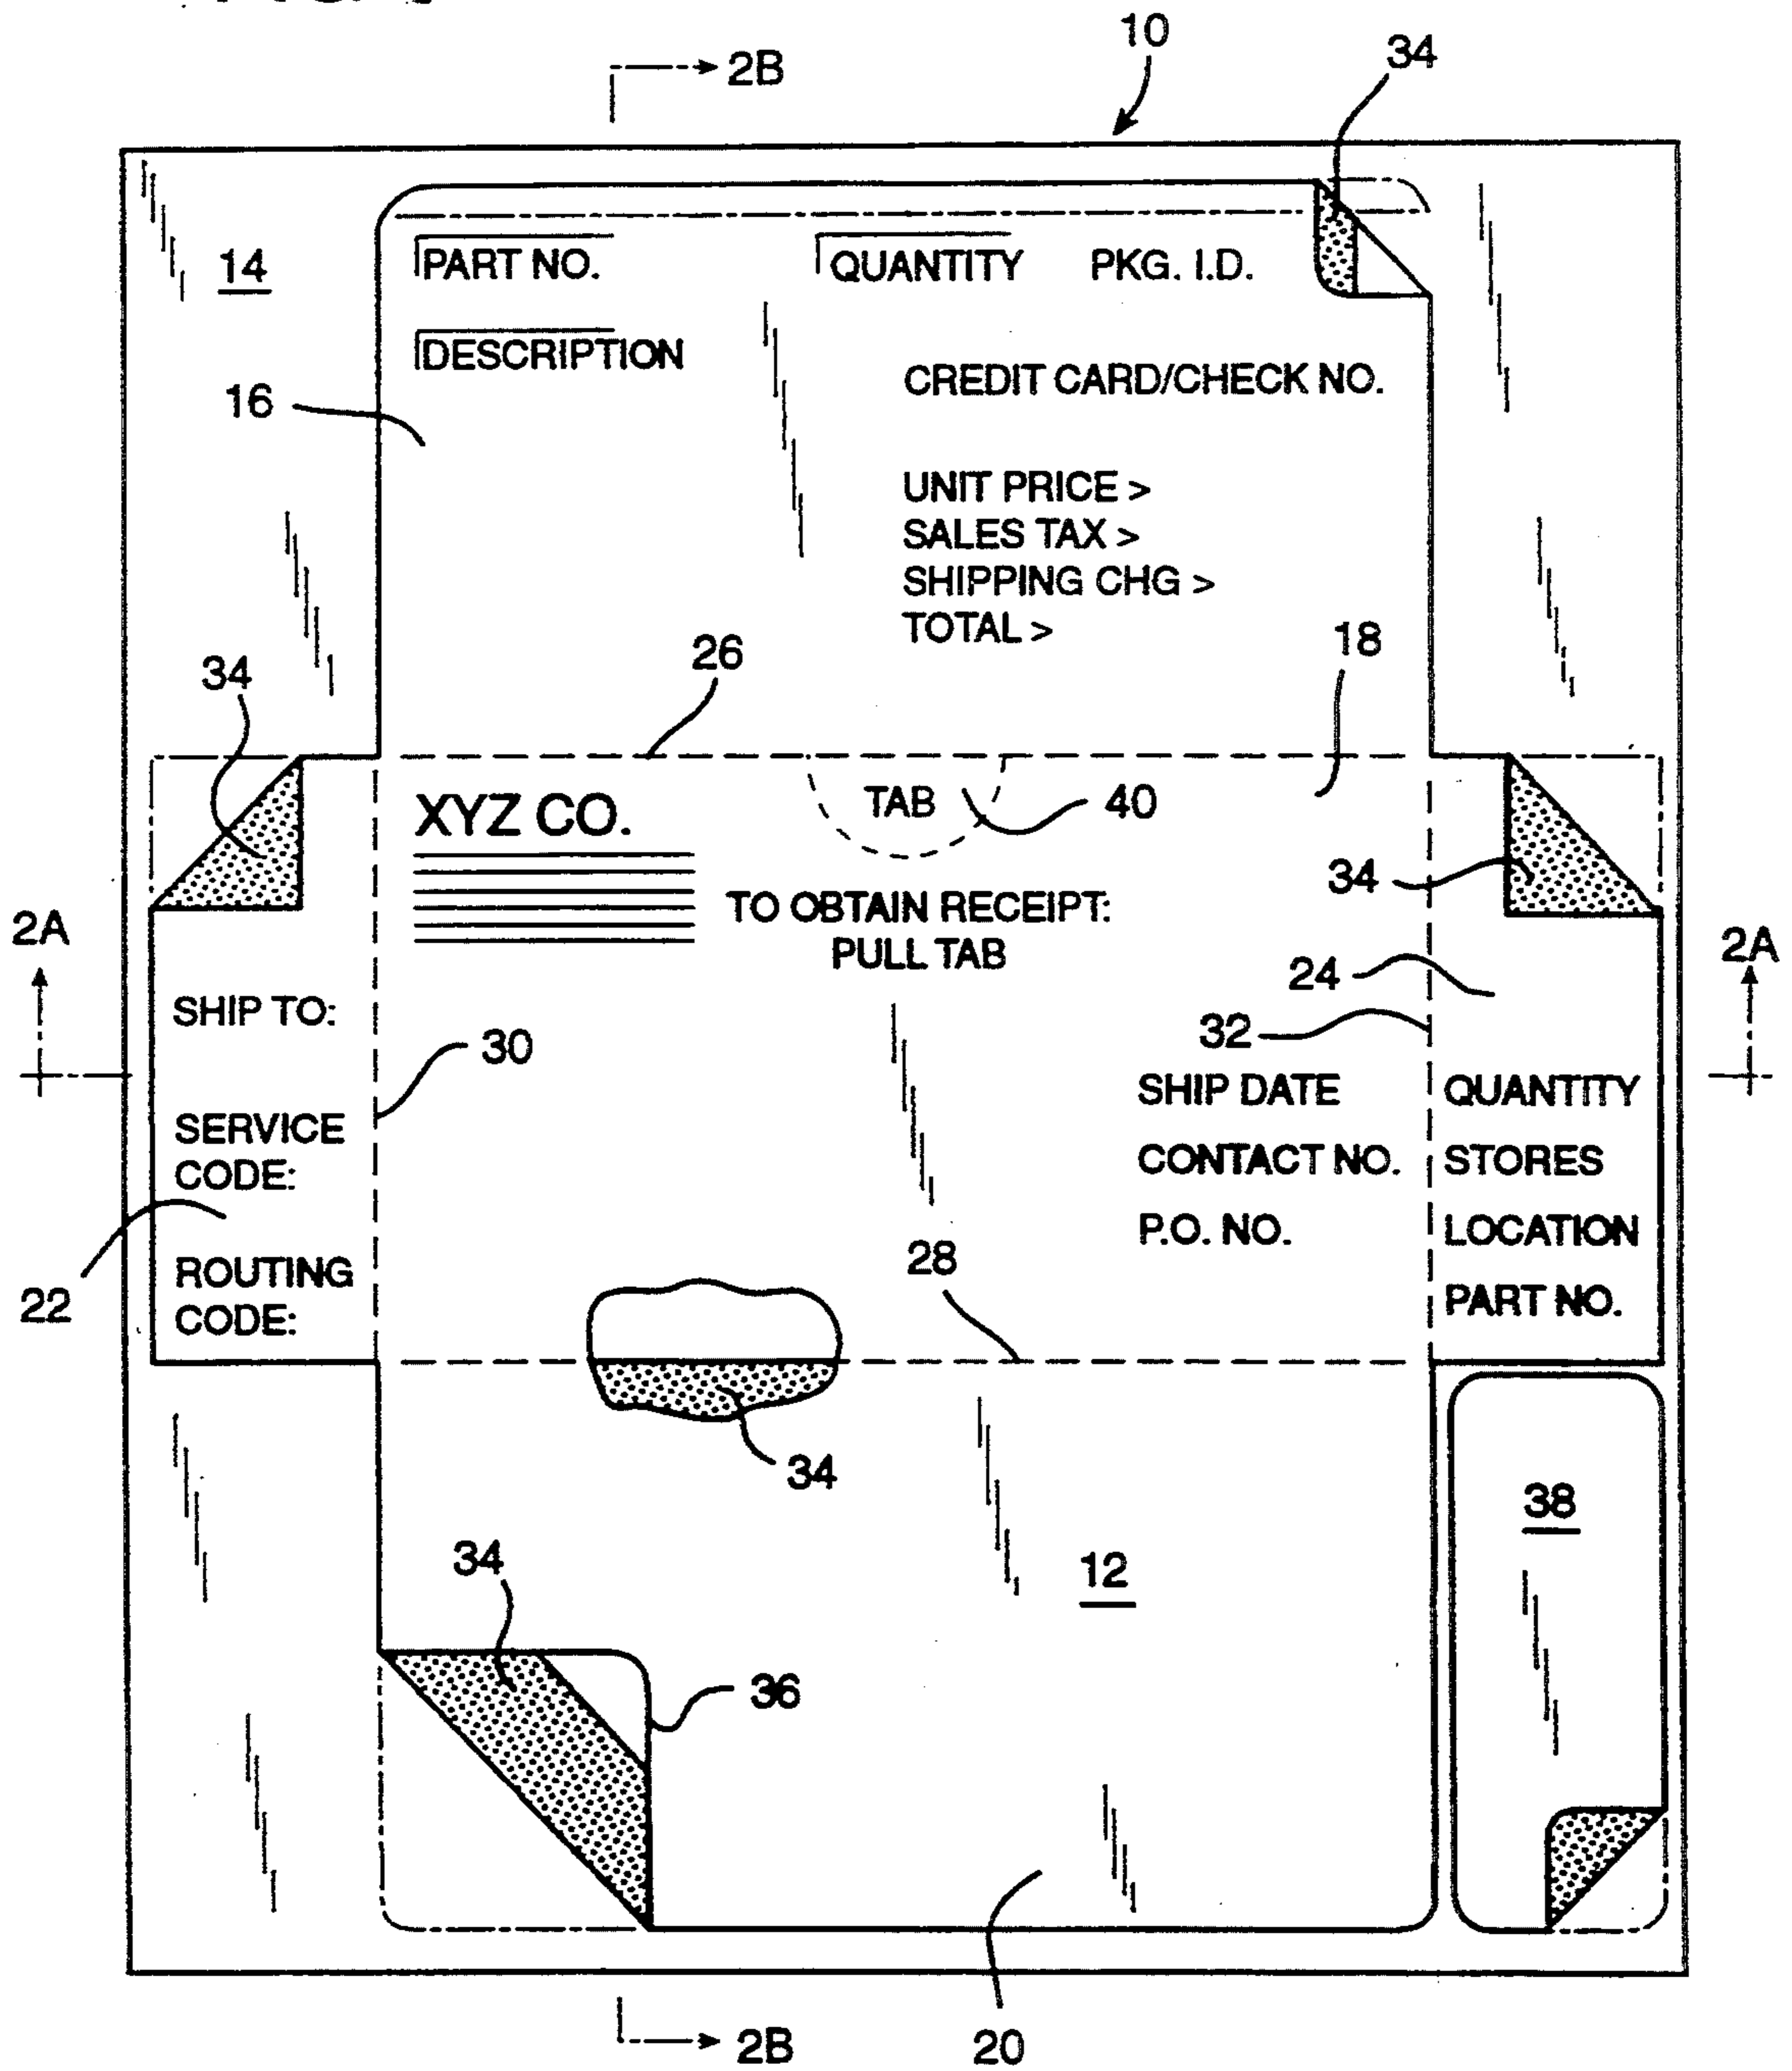 10
34
2B
14
PART NO.
QUANTITY
PKG. I.D.
DESCRIPTION
CREDIT CARD/CHECK NO.
16
UNIT PRICE >
SALES TAX >
SHIPPING CHG >
TOTAL >
18
26
34
XYZ CO.
TAB
40
34
TO OBTAIN RECEIPT:
PULL TAB
2A
2A
24
SHIP TO:
30
32
SHIP DATE
QUANTITY
SERVICE
CODE:
CONTACT NO.
STORES
P.O. NO.
LOCATION
22
ROUTING
CODE:
28
PART NO.
34
38
34
12
36
2B
20